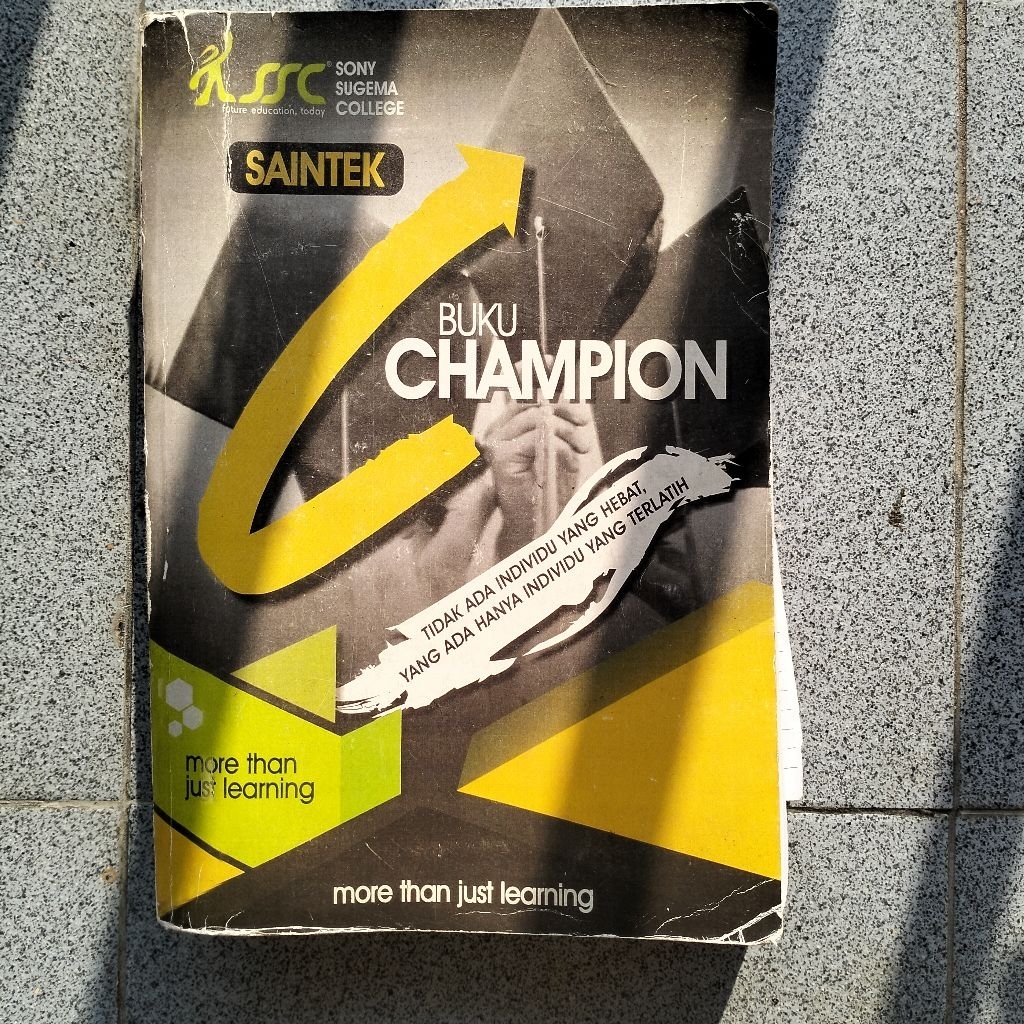 SSC®
SONY
SUGEMA
COLLEGE
future education, today
SAINTEK
BUKU
CHAMPION
TIDAK ADA INDIVIDU YANG HEBAT,
YANG ADA HANYA INDIVIDU YANG TERLATIH
more than
just learning
more than just learning